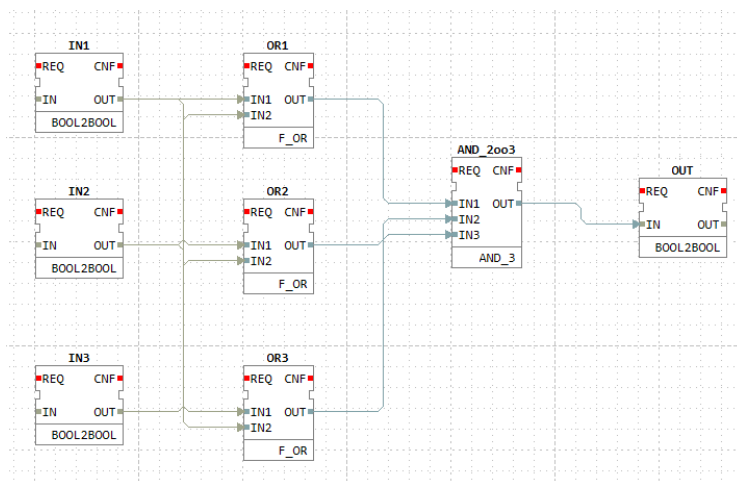 IN1
REQ CNF
IN OUT
BOOL2BOOL
OR1
REQ CNF
IN1 OUT
IN2
F_OR
IN2
REQ CNF
IN OUT
BOOL2BOOL
OR2
REQ CNF
IN1 OUT
IN2
F_OR
AND_2oo3
REQ CNF
IN1 OUT
IN2
IN3
AND_3
OUT
REQ CNF
IN OUT
BOOL2BOOL
IN3
REQ CNF
IN OUT
BOOL2BOOL
OR3
REQ CNF
IN1 OUT
IN2
F_OR